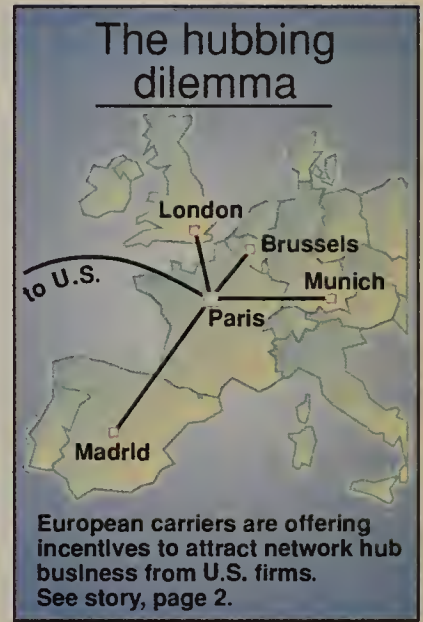 The hubbing
dilemma
London
Brussels
to U.S.
Munich
Paris
Madrid
European carriers are offering
incentives to attract network hub
business from U.S. firms.
See story, page 2.